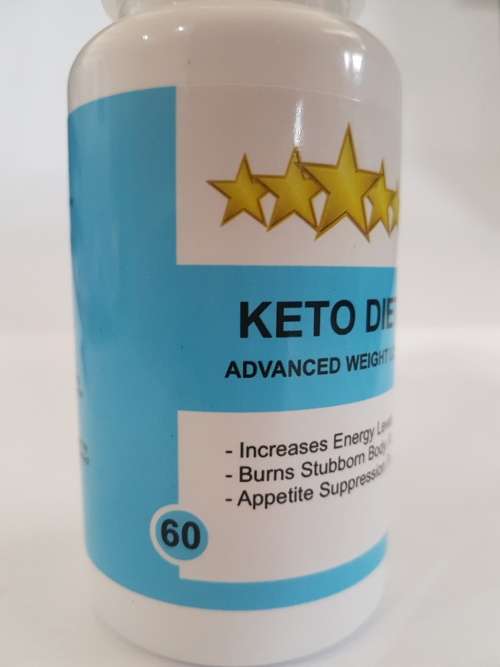 KETO DIE
ADVANCED WEIGHT
- Increases Energy
- Burns Stubborn Body
- Appetite Suppression
60